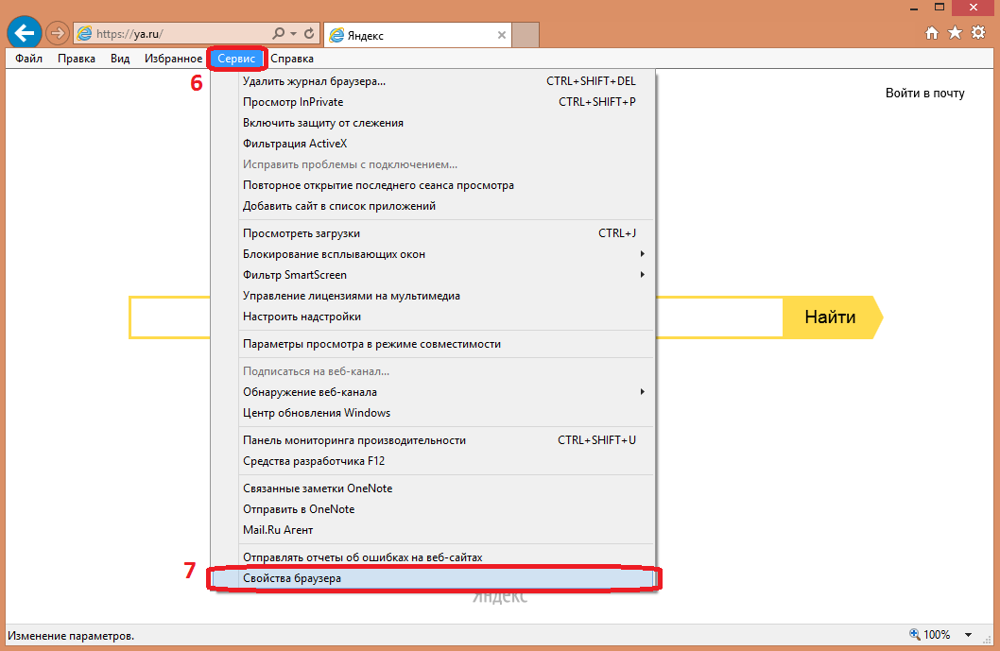 https://ya.ru/
Яндекс
Файл Правка Вид Избранное Сервис Справка
6
Удалить журнал браузера... CTRL+SHIFT+DEL
Просмотр InPrivate CTRL+SHIFT+P
Войти в почту
Включить защиту от слежения
Фильтрация ActiveX
Исправить проблемы с подключением...
Повторное открытие последнего сеанса просмотра
Добавить сайт в список приложений
Просмотреть загрузки CTRL+J
Блокирование всплывающих окон
Фильтр SmartScreen
Управление лицензиями на мультимедиа
Настроить надстройки
Найти
Параметры просмотра в режиме совместимости
Подписаться на веб-канал...
Обнаружение веб-канала
Центр обновления Windows
Панель мониторинга производительности CTRL+SHIFT+U
Средства разработчика F12
Связанные заметки OneNote
Отправить в OneNote
Mail.Ru Агент
Отправлять отчеты об ошибках на веб-сайтах
7
Свойства браузера
Яндекс
Изменение параметров. 100%